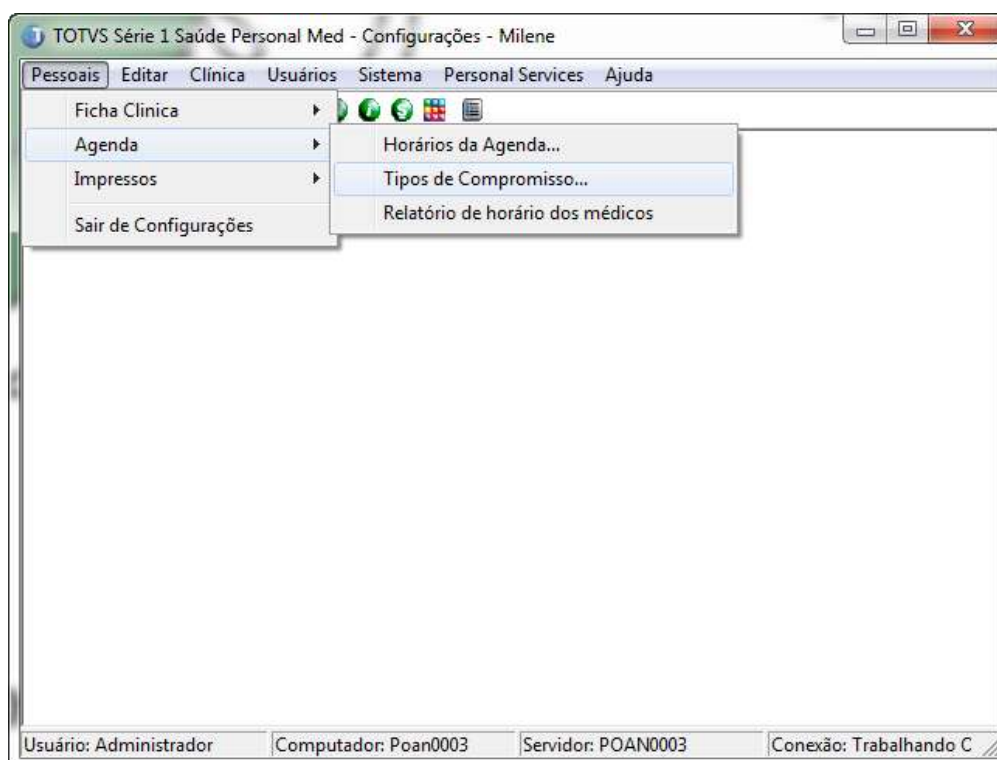 TOTVS Série 1 Saúde Personal Med - Configurações - Milene
Pessoais Editar Clínica Usuários Sistema Personal Services Ajuda
Ficha Clinica
Agenda
Impressos
Sair de Configurações
Horários da Agenda...
Tipos de Compromisso...
Relatório de horário dos médicos
Usuário: Administrador Computador: Poan0003 Servidor: POAN0003 Conexão: Trabalhando C